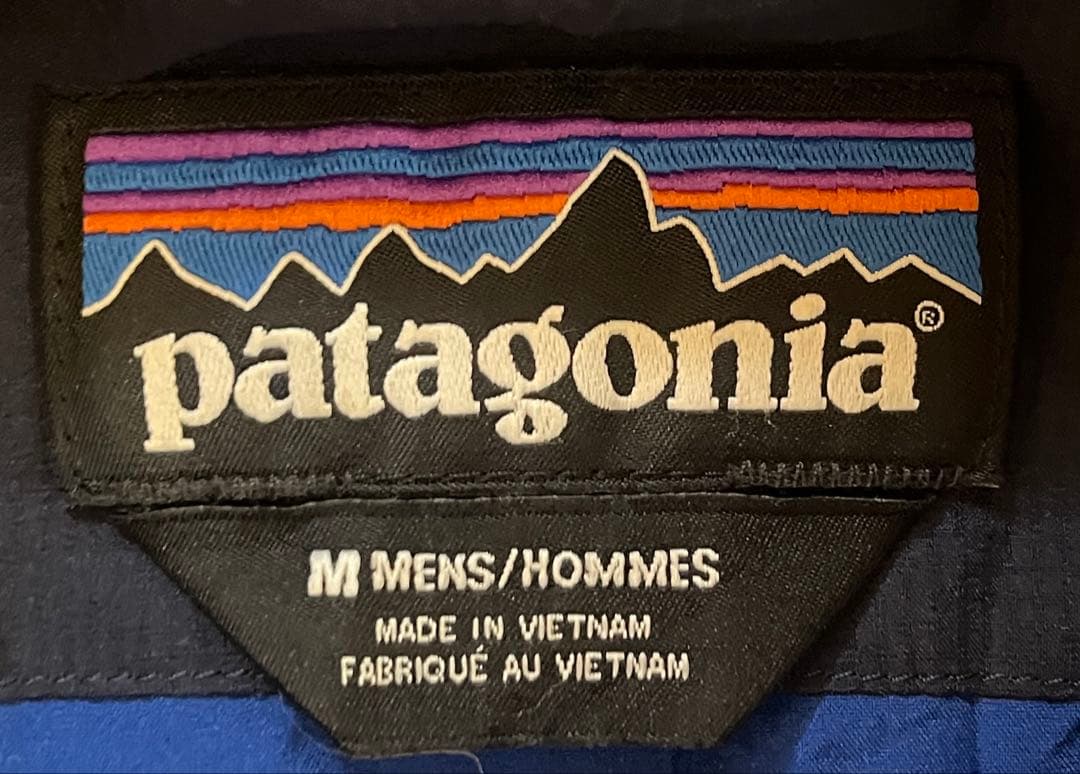 patagonia®
M MENS/HOMMES
MADE IN VIETNAM
FABRIQUÉ AU VIETNAM